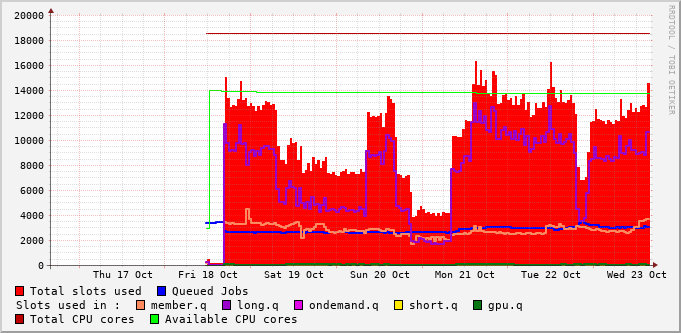 20000
18000
16000
14000
12000
10000
8000
6000
4000
2000
0
Thu 17 Oct Fri 18 Oct Sat 19 Oct Sun 20 Oct Mon 21 Oct Tue 22 Oct Wed 23 Oct
Total slots used Queued Jobs
Slots used in : member.q long.q ondemand.q short.q gpu.q
Total CPU cores Available CPU cores
RRDTOOL / TOBI OETIKER